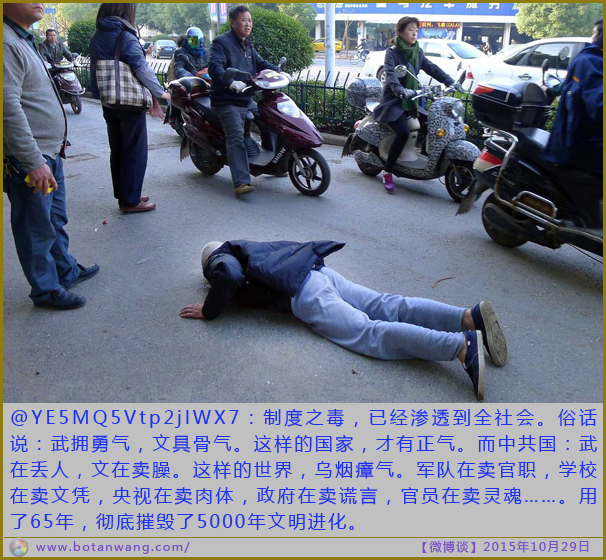 @YE5MQ5Vtp2jIWX7：制度之毒，已经渗透到全社会。俗话
说：武拥勇气，文具骨气。这样的国家，才有正气。而中共国：武
在丢人，文在卖臊。这样的世界，乌烟瘴气。军队在卖官职，学校
在卖文凭，央视在卖肉体，政府在卖谎言，官员在卖灵魂……。用
了65年，彻底摧毁了5000年文明进化。
www.botanwang.com/ 【微博谈】2015年10月29日